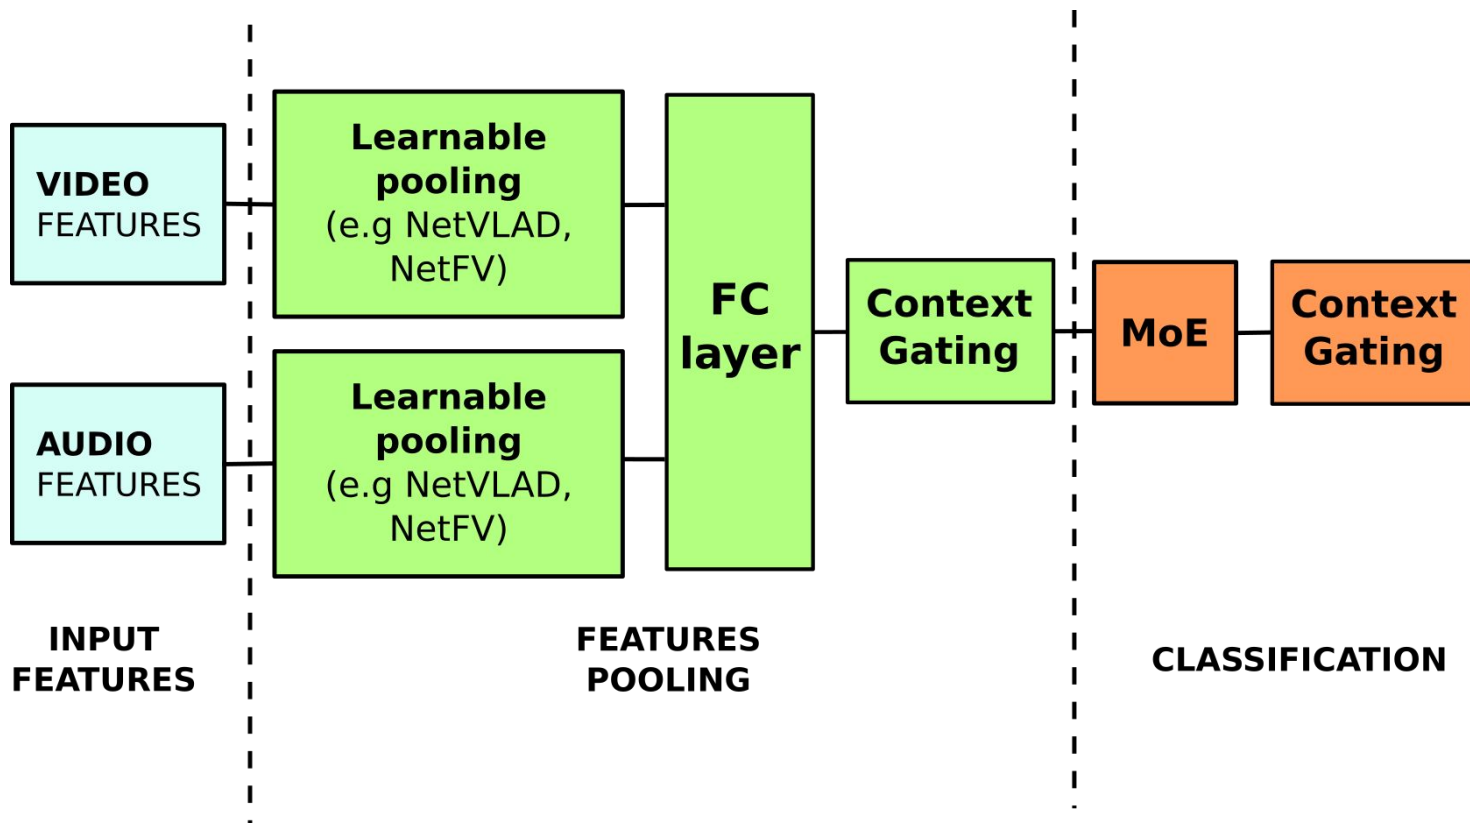 VIDEO
FEATURES
Learnable
pooling
(e.g NetVLAD,
NetFV)
AUDIO
FEATURES
Learnable
pooling
(e.g NetVLAD,
NetFV)
FC
layer
Context
Gating
MoE
Context
Gating
INPUT
FEATURES
FEATURES
POOLING
CLASSIFICATION